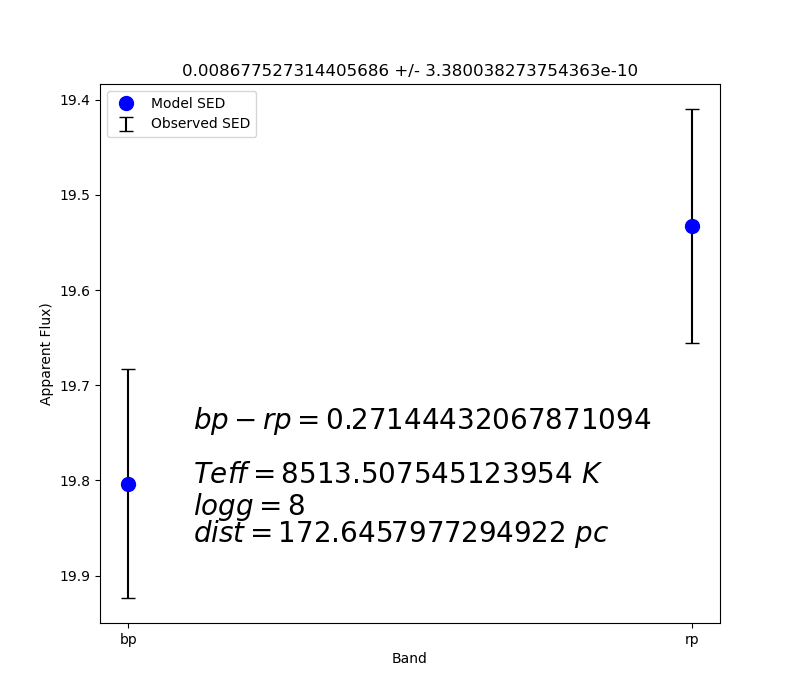 0.008677527314405686 +/- 3.380038273754363e-10
Model SED
Observed SED
19.4
19.5
19.6
19.7
19.8
19.9
Apparent Flux)
bp − rp = 0.27144432067871094
Teff = 8513.507545123954 K
logg = 8
dist = 172.6457977294922 pc
bp
rp
Band